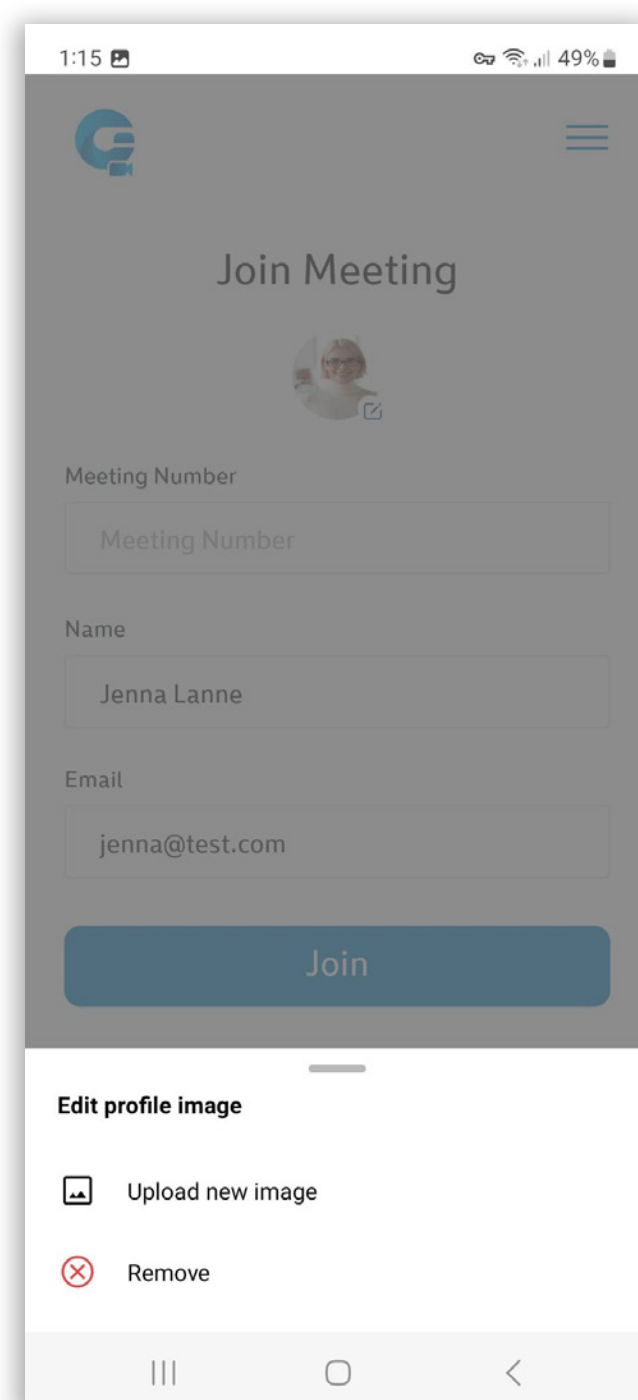 1:15
49%
Join Meeting
Meeting Number
Meeting Number
Name
Jenna Lanne
Email
jenna@test.com
Join
Edit profile image
Upload new image
Remove